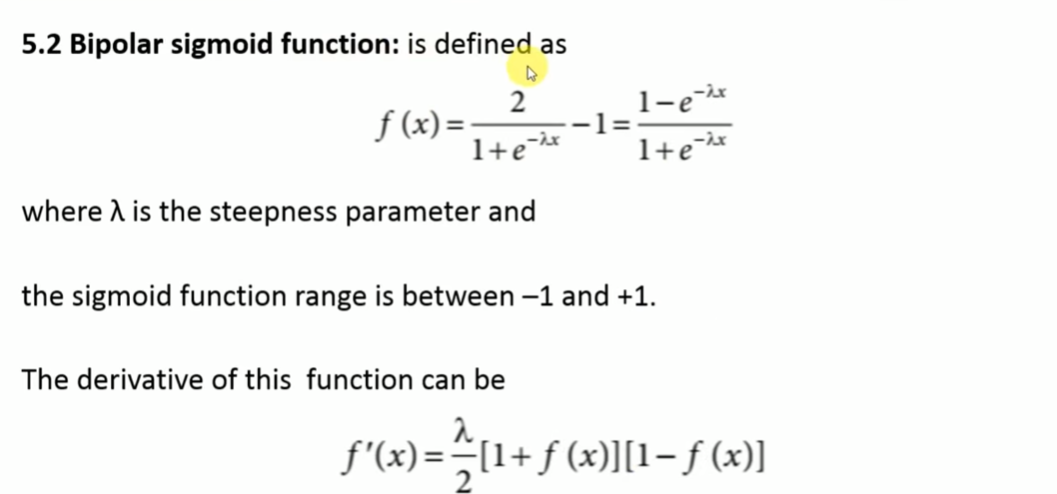 5.2 Bipolar sigmoid function: is defined as
f (x) = 2 / (1+e^{−λx}) −1 = (1−e^{−λx}) / (1+e^{−λx})
where λ is the steepness parameter and
the sigmoid function range is between –1 and +1.
The derivative of this  function can be
f ′(x) = λ/2 [1+ f (x)][1− f (x)]